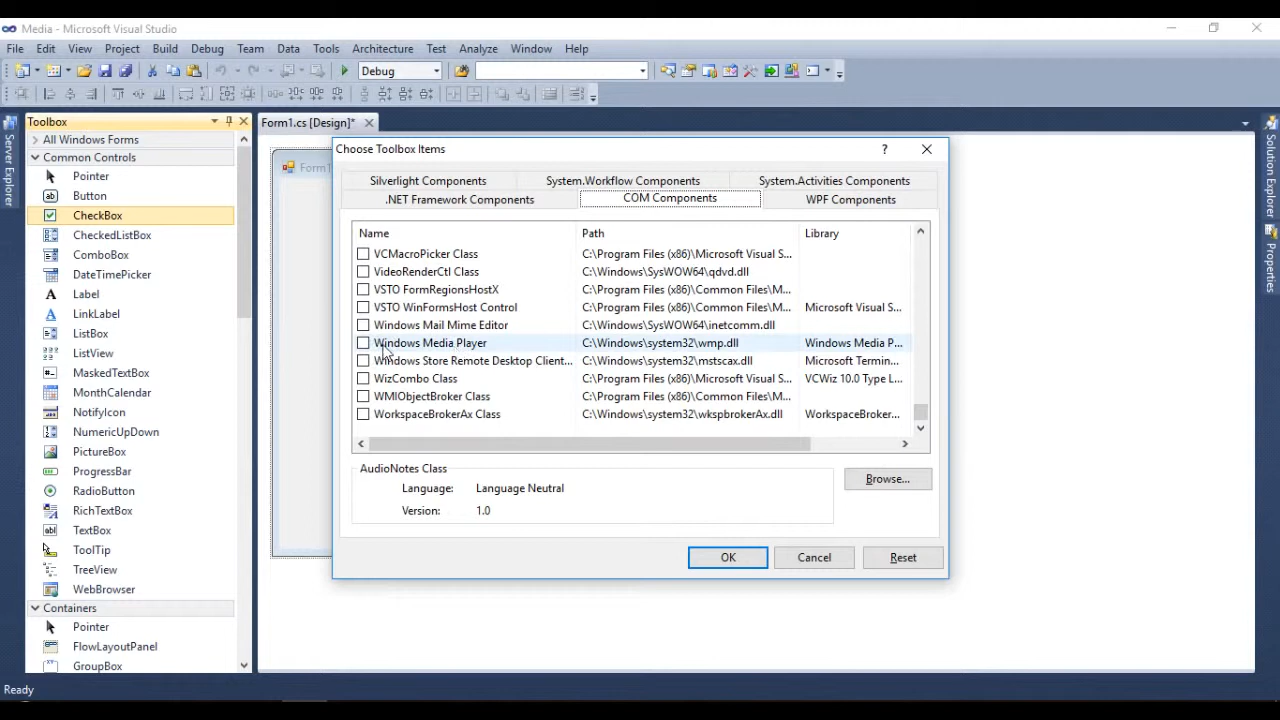 Media - Microsoft Visual Studio
File Edit View Project Build Debug Team Data Tools Architecture Test Analyze Window Help
Debug
Toolbox
Form1.cs [Design]*
All Windows Forms
Common Controls
Pointer
Button
CheckBox
CheckedListBox
ComboBox
DateTimePicker
Label
LinkLabel
ListBox
ListView
MaskedTextBox
MonthCalendar
NotifyIcon
NumericUpDown
PictureBox
ProgressBar
RadioButton
RichTextBox
TextBox
ToolTip
TreeView
WebBrowser
Containers
Pointer
FlowLayoutPanel
GroupBox
Server Explorer
Form1
Choose Toolbox Items
Silverlight Components System.Workflow Components System.Activities Components
.NET Framework Components COM Components WPF Components
Name Path Library
VCMacroPicker Class C:\Program Files (x86)\Microsoft Visual S...
VideoRenderCtl Class C:\Windows\SysWOW64\qdvd.dll
VSTO FormRegionsHostX C:\Program Files (x86)\Common Files\M...
VSTO WinFormsHost Control C:\Program Files (x86)\Common Files\M... Microsoft Visual S...
Windows Mail Mime Editor C:\Windows\SysWOW64\inetcomm.dll
Windows Media Player C:\Windows\system32\wmp.dll Windows Media P...
Windows Store Remote Desktop Client... C:\Windows\system32\mstscax.dll Microsoft Termin...
WizCombo Class C:\Program Files (x86)\Microsoft Visual S... VCWiz 10.0 Type L...
WMIObjectBroker Class C:\Program Files (x86)\Common Files\M...
WorkspaceBrokerAx Class C:\Windows\system32\wkspbrokerAx.dll WorkspaceBroker...
AudioNotes Class
Language: Language Neutral
Version: 1.0
Browse...
OK Cancel Reset
Solution Explorer
Properties
Ready